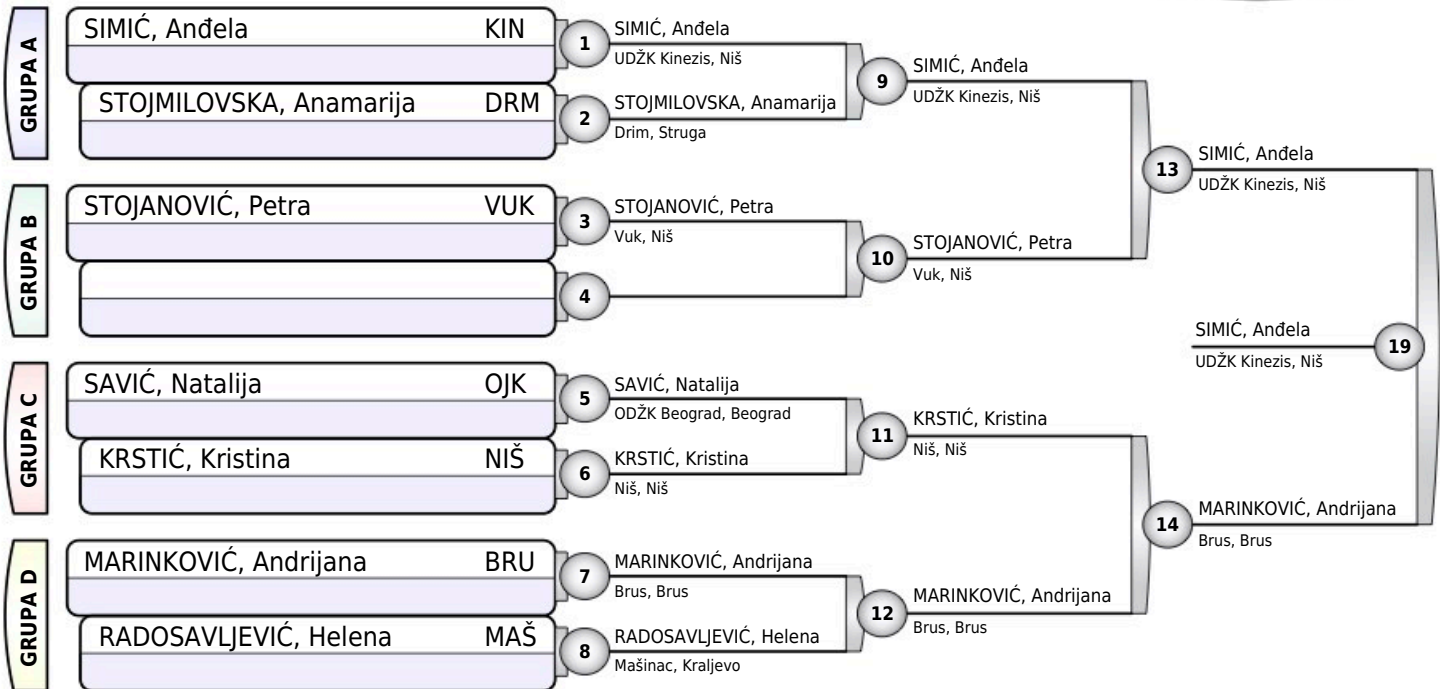 GRUPA A
SIMIĆ, Anđela KIN
STOJMILOVSKA, Anamarija DRM
GRUPA B
STOJANOVIĆ, Petra VUK
GRUPA C
SAVIĆ, Natalija OJK
KRSTIĆ, Kristina NIŠ
GRUPA D
MARINKOVIĆ, Andrijana BRU
RADOSAVLJEVIĆ, Helena MAŠ
1
SIMIĆ, Anđela
UDŽK Kinezis, Niš
2
STOJMILOVSKA, Anamarija
Drim, Struga
3
STOJANOVIĆ, Petra
Vuk, Niš
4
5
SAVIĆ, Natalija
ODŽK Beograd, Beograd
6
KRSTIĆ, Kristina
Niš, Niš
7
MARINKOVIĆ, Andrijana
Brus, Brus
8
RADOSAVLJEVIĆ, Helena
Mašinac, Kraljevo
9
SIMIĆ, Anđela
UDŽK Kinezis, Niš
10
STOJANOVIĆ, Petra
Vuk, Niš
11
KRSTIĆ, Kristina
Niš, Niš
12
MARINKOVIĆ, Andrijana
Brus, Brus
13
SIMIĆ, Anđela
UDŽK Kinezis, Niš
14
MARINKOVIĆ, Andrijana
Brus, Brus
SIMIĆ, Anđela
UDŽK Kinezis, Niš
19